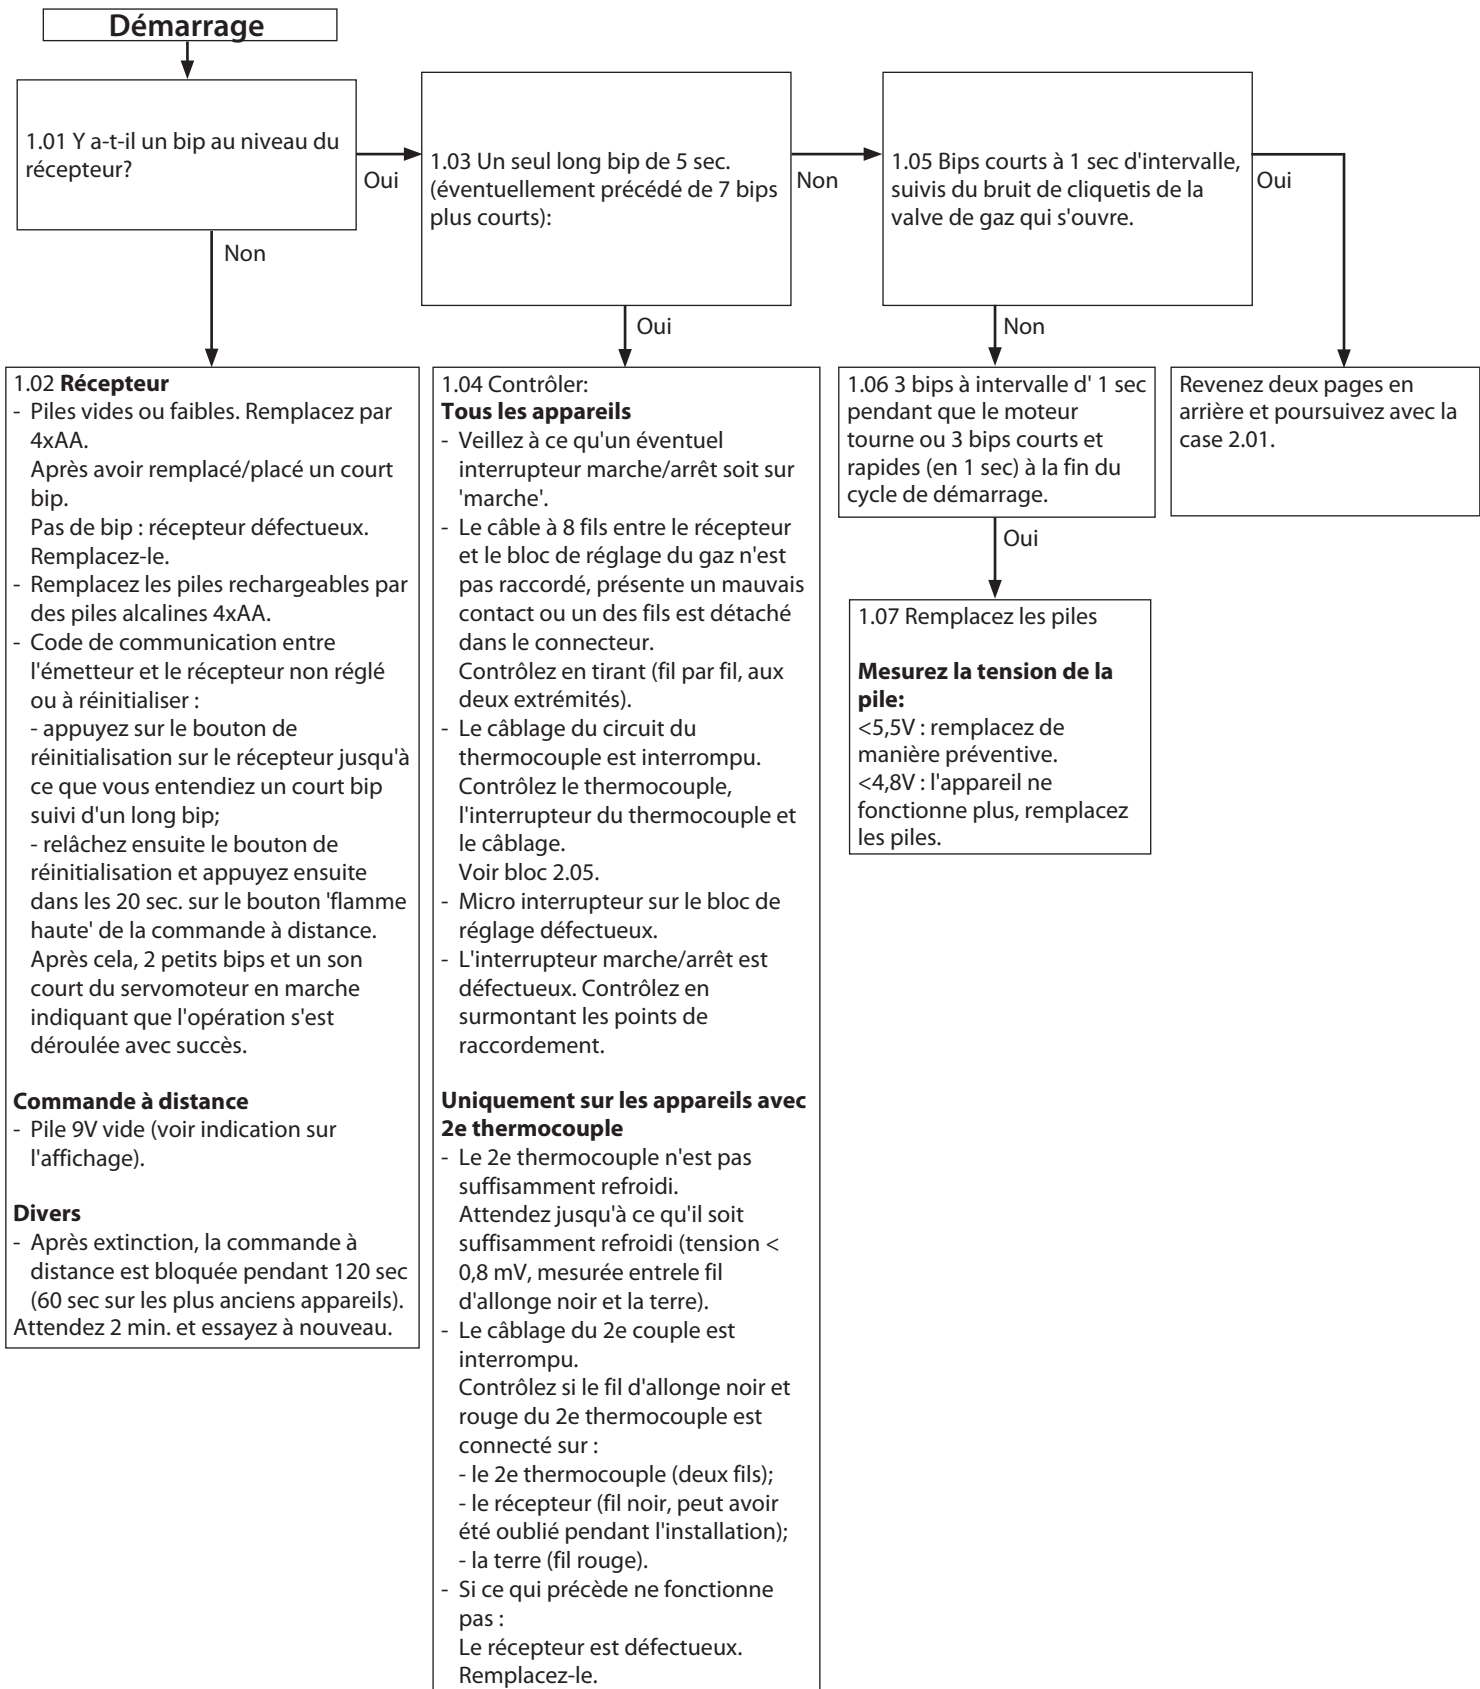 Démarrage
1.01 Y a-t-il un bip au niveau du
récepteur?
Oui
Non
1.03 Un seul long bip de 5 sec.
(éventuellement précédé de 7 bips
plus courts):
Non
Oui
1.05 Bips courts à 1 sec d'intervalle,
suivis du bruit de cliquetis de la
valve de gaz qui s'ouvre.
Oui
Non
1.02 Récepteur
- Piles vides ou faibles. Remplacez par
4xAA.
Après avoir remplacé/placé un court
bip.
Pas de bip : récepteur défectueux.
Remplacez-le.
- Remplacez les piles rechargeables par
des piles alcalines 4xAA.
- Code de communication entre
l'émetteur et le récepteur non réglé
ou à réinitialiser :
- appuyez sur le bouton de
réinitialisation sur le récepteur jusqu'à
ce que vous entendiez un court bip
suivi d'un long bip;
- relâchez ensuite le bouton de
réinitialisation et appuyez ensuite
dans les 20 sec. sur le bouton 'flamme
haute' de la commande à distance.
Après cela, 2 petits bips et un son
court du servomoteur en marche
indiquant que l'opération s'est
déroulée avec succès.
Commande à distance
- Pile 9V vide (voir indication sur
l'affichage).
Divers
- Après extinction, la commande à
distance est bloquée pendant 120 sec
(60 sec sur les plus anciens appareils).
Attendez 2 min. et essayez à nouveau.
1.04 Contrôler:
Tous les appareils
- Veillez à ce qu'un éventuel
interrupteur marche/arrêt soit sur
'marche'.
- Le câble à 8 fils entre le récepteur
et le bloc de réglage du gaz n'est
pas raccordé, présente un mauvais
contact ou un des fils est détaché
dans le connecteur.
Contrôlez en tirant (fil par fil, aux
deux extrémités).
- Le câblage du circuit du
thermocouple est interrompu.
Contrôlez le thermocouple,
l'interrupteur du thermocouple et
le câblage.
Voir bloc 2.05.
- Micro interrupteur sur le bloc de
réglage défectueux.
- L'interrupteur marche/arrêt est
défectueux. Contrôlez en
surmontant les points de
raccordement.
Uniquement sur les appareils avec
2e thermocouple
- Le 2e thermocouple n'est pas
suffisamment refroidi.
Attendez jusqu'à ce qu'il soit
suffisamment refroidi (tension <
0,8 mV, mesurée entrele fil
d'allonge noir et la terre).
- Le câblage du 2e couple est
interrompu.
Contrôlez si le fil d'allonge noir et
rouge du 2e thermocouple est
connecté sur :
- le 2e thermocouple (deux fils);
- le récepteur (fil noir, peut avoir
été oublié pendant l'installation);
- la terre (fil rouge).
- Si ce qui précède ne fonctionne
pas :
Le récepteur est défectueux.
Remplacez-le.
1.06 3 bips à intervalle d' 1 sec
pendant que le moteur
tourne ou 3 bips courts et
rapides (en 1 sec) à la fin du
cycle de démarrage.
Oui
1.07 Remplacez les piles
Mesurez la tension de la
pile:
<5,5V : remplacez de
manière préventive.
<4,8V : l'appareil ne
fonctionne plus, remplacez
les piles.
Revenez deux pages en
arrière et poursuivez avec la
case 2.01.